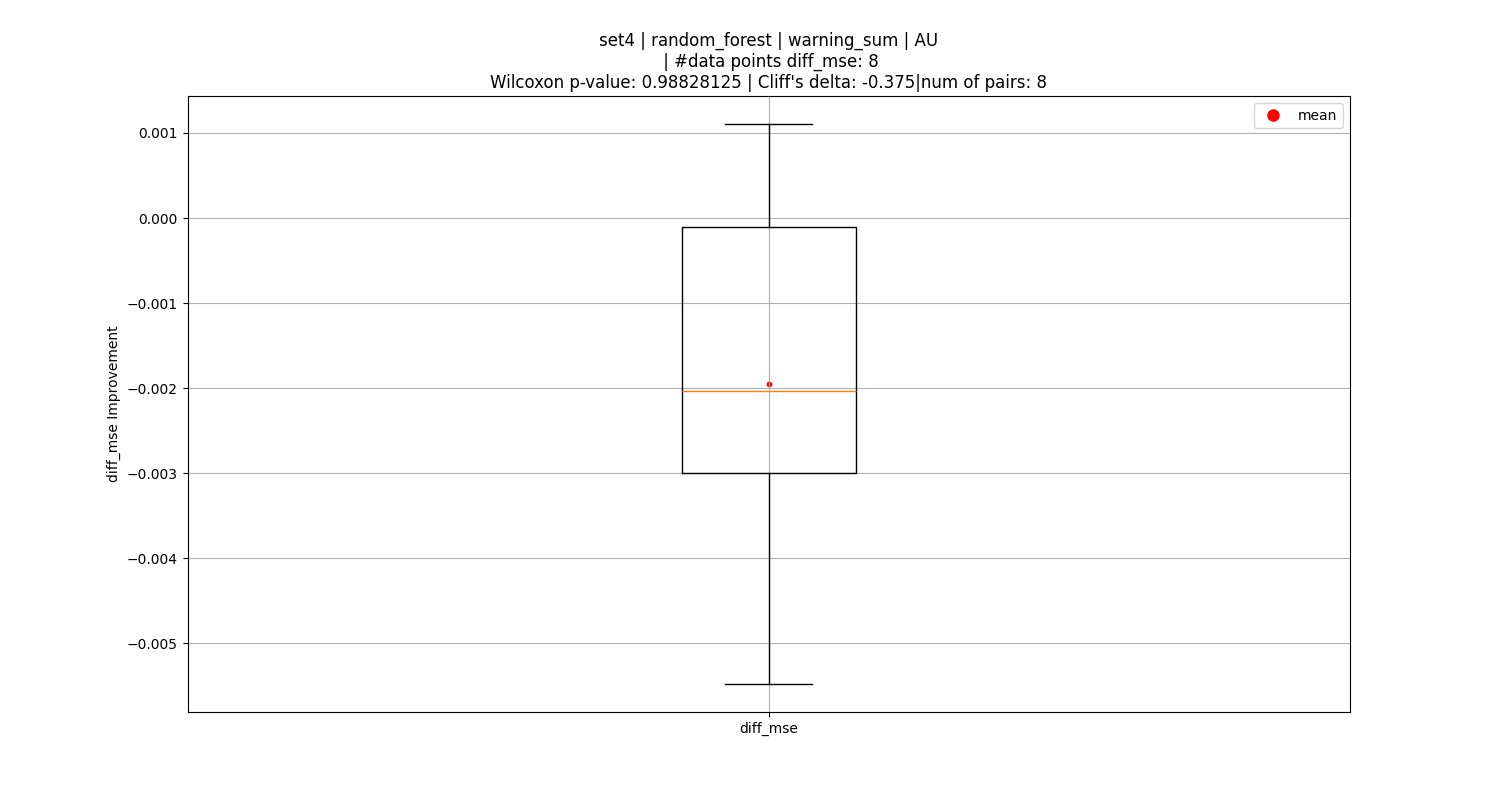 set4 | random_forest | warning_sum | AU
| #data points diff_mse: 8
Wilcoxon p-value: 0.98828125 | Cliff's delta: -0.375|num of pairs: 8
mean
0.001
0.000
−0.001
−0.002
−0.003
−0.004
−0.005
diff_mse Improvement
diff_mse